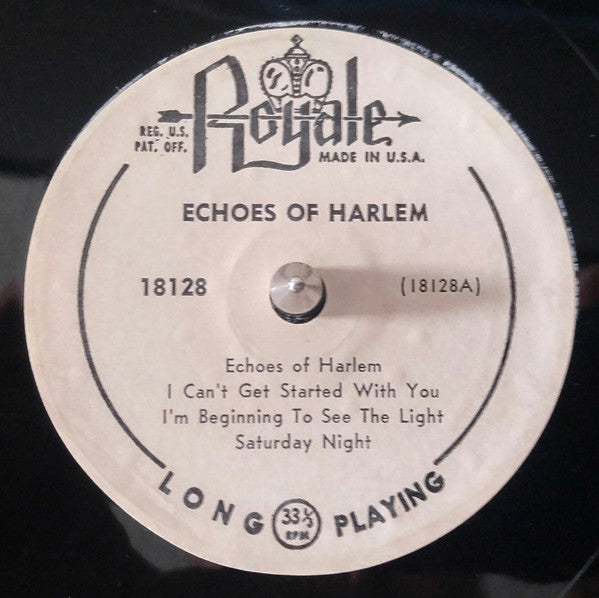 Royale
REG. U.S.
PAT. OFF.
MADE IN U.S.A.
ECHOES OF HARLEM
18128
(18128A)
Echoes of Harlem
I Can't Get Started With You
I'm Beginning To See The Light
Saturday Night
LONG 33⅓ RPM PLAYING